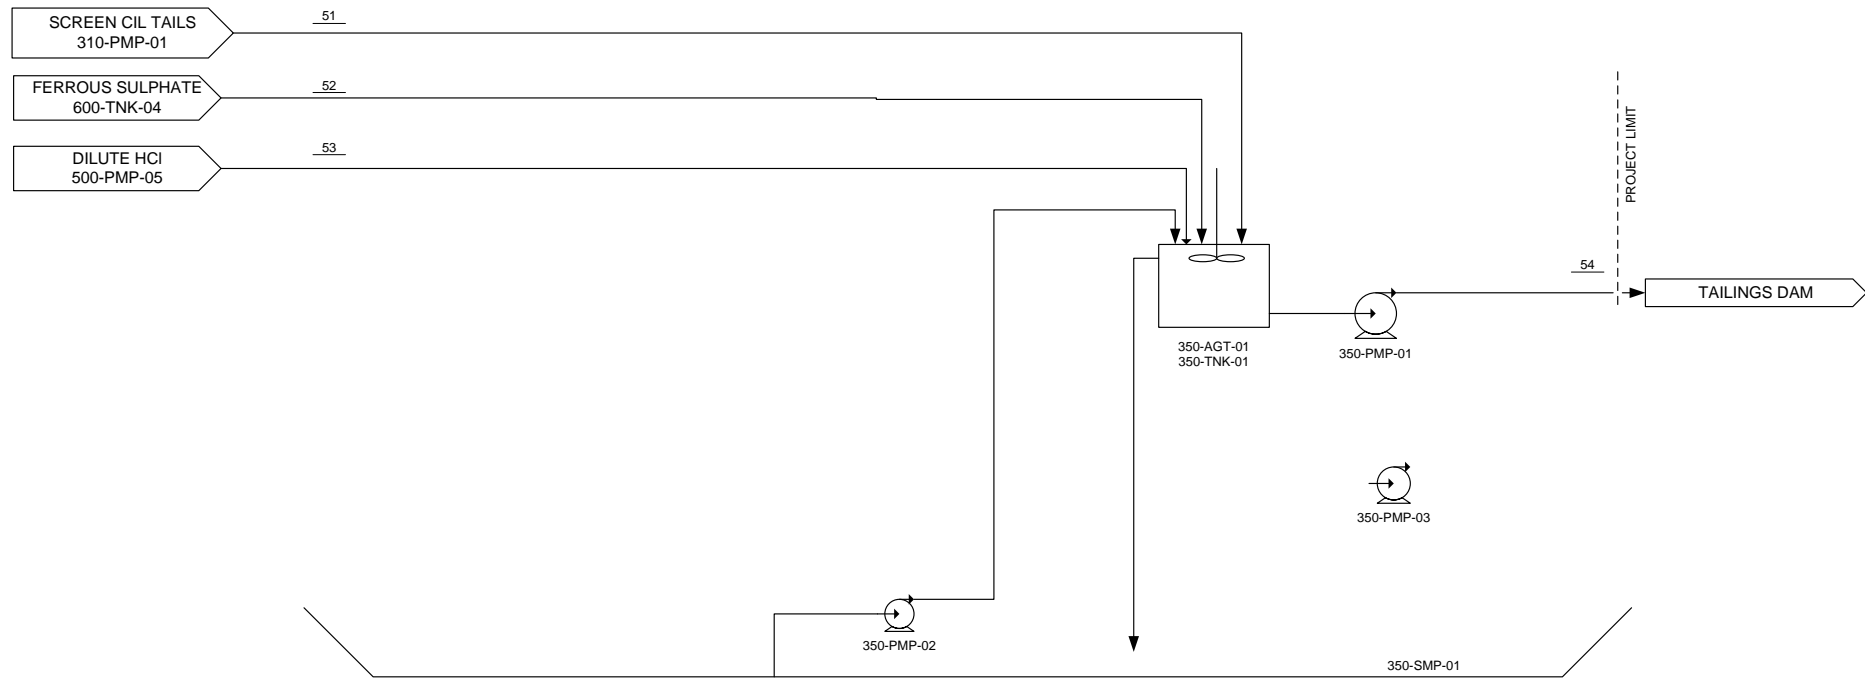 SCREEN CIL TAILS
310-PMP-01
51
FERROUS SULPHATE
600-TNK-04
52
DILUTE HCl
500-PMP-05
53
PROJECT LIMIT
54
TAILINGS DAM
350-AGT-01
350-TNK-01
350-PMP-01
350-PMP-03
350-PMP-02
350-SMP-01